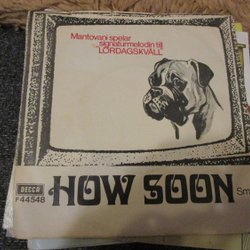 Mantovani spelar
signaturmelodin till
"LÖRDAGSKVÄLL"
DECCA
F 44548
HOW SOON